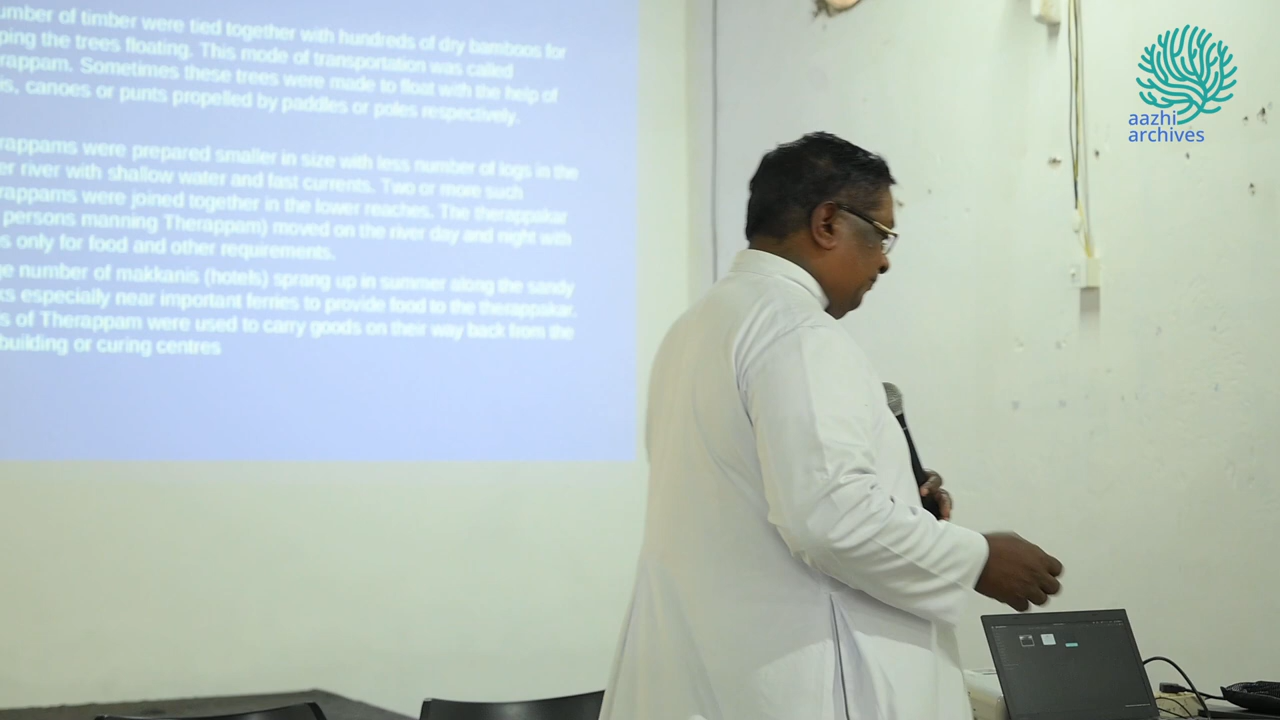 umber of timber were tied together with hundreds of dry bamboos for
ping the trees floating. This mode of transportation was called
rappam. Sometimes these trees were made to float with the help of
s, canoes or punts propelled by paddles or poles respectively.
rappams were prepared smaller in size with less number of logs in the
er river with shallow water and fast currents. Two or more such
rappams were joined together in the lower reaches. The therappakar
persons manning Therappam) moved on the river day and night with
s only for food and other requirements.
ge number of makkanis (hotels) sprang up in summer along the sandy
ks especially near important ferries to provide food to the therappakar.
s of Therappam were used to carry goods on their way back from the
building or curing centres
aazhi
archives